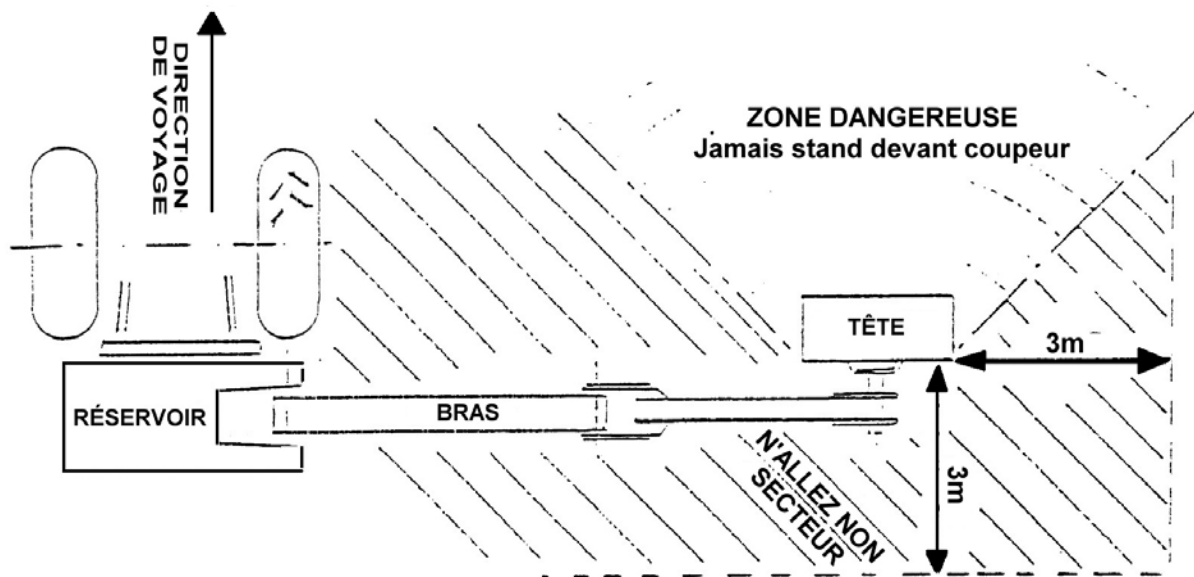 DIRECTION
DE VOYAGE
ZONE DANGEREUSE
Jamais stand devant coupeur
TÊTE
3m
RÉSERVOIR
BRAS
3m
N'ALLEZ NON
SECTEUR